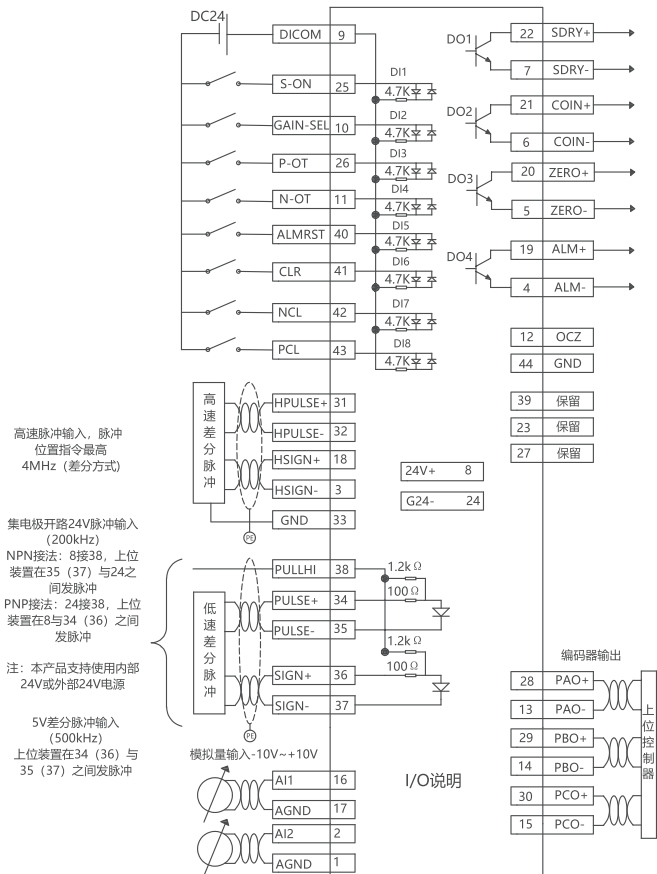 DC24
DICOM 9
S-ON 25
GAIN-SEL 10
P-OT 26
N-OT 11
ALMRST 40
CLR 41
NCL 42
PCL 43
DI1
4.7K
DI2
4.7K
DI3
4.7K
DI4
4.7K
DI5
4.7K
DI6
4.7K
DI7
4.7K
DI8
4.7K
DO1
22 SDRY+
7 SDRY-
DO2
21 COIN+
6 COIN-
DO3
20 ZERO+
5 ZERO-
DO4
19 ALM+
4 ALM-
12 OCZ
44 GND
39 保留
23 保留
27 保留
24V+ 8
G24- 24
高速脉冲输入，脉冲
位置指令最高
4MHz（差分方式）
高速差分脉冲
HPULSE+ 31
HPULSE- 32
HSIGN+ 18
HSIGN- 3
GND 33
PE
集电极开路24V脉冲输入
（200kHz）
NPN接法：8接38，上位
装置在35（37）与24之
间发脉冲
PNP接法：24接38，上位
装置在8与34（36）之间
发脉冲
注：本产品支持使用内部
24V或外部24V电源
5V差分脉冲输入
（500kHz）
上位装置在34（36）与
35（37）之间发脉冲
低速差分脉冲
PULLHI 38
PULSE+ 34
PULSE- 35
SIGN+ 36
SIGN- 37
PE
1.2kΩ
100Ω
1.2kΩ
100Ω
模拟量输入-10V~+10V
AI1 16
AGND 17
AI2 2
AGND 1
I/O说明
编码器输出
28 PAO+
13 PAO-
29 PBO+
14 PBO-
30 PCO+
15 PCO-
上位控制器